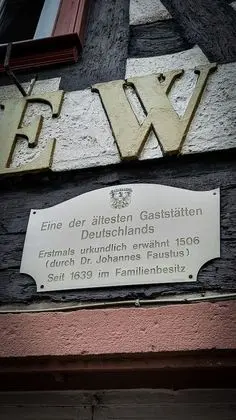 EW
Eine der ältesten Gaststätten
Deutschlands
Erstmals urkundlich erwähnt 1506
(durch Dr. Johannes Faustus)
Seit 1639 im Familienbesitz